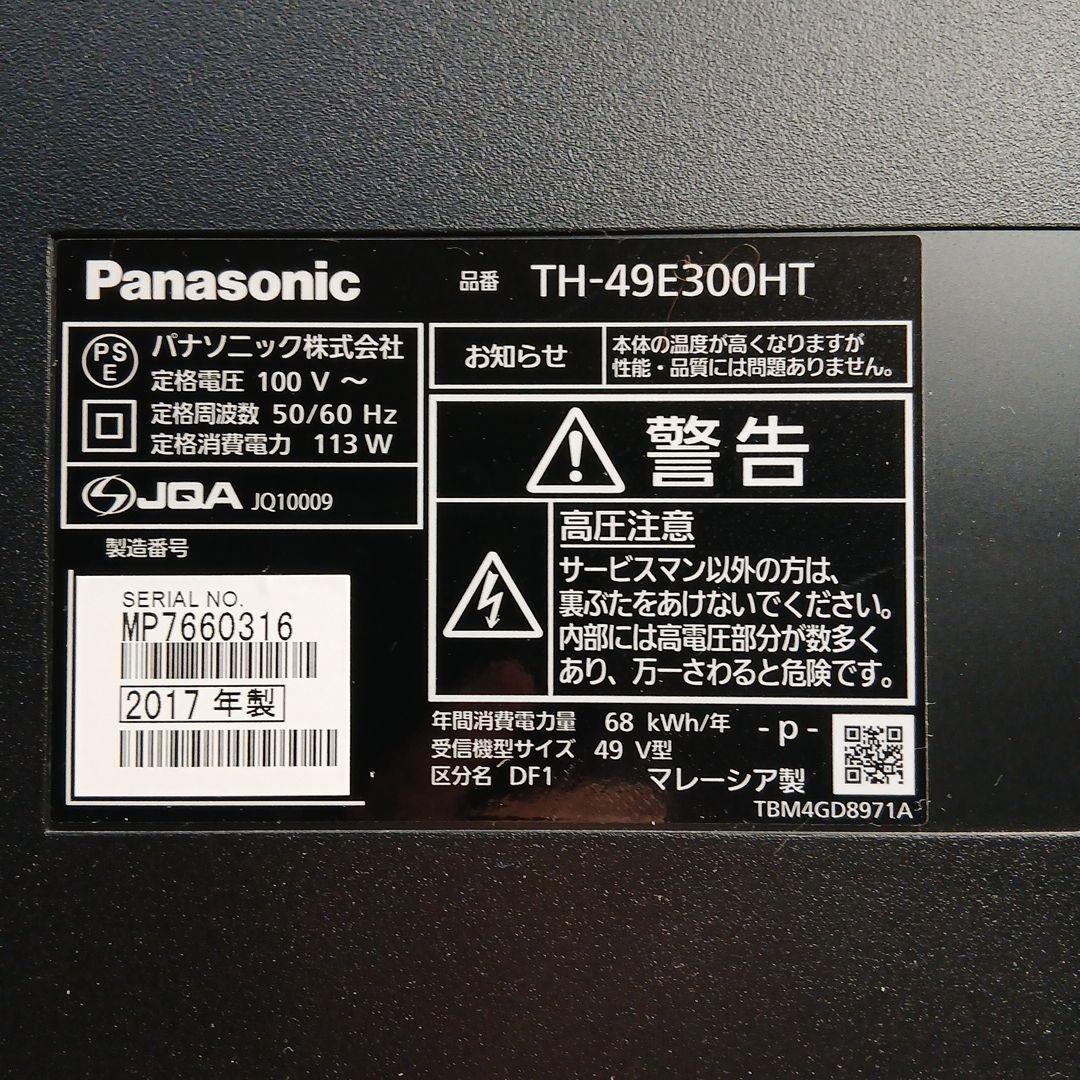 Panasonic
品番 TH-49E300HT
PS
E
パナソニック株式会社
定格電圧 100 V ～
定格周波数 50/60 Hz
定格消費電力 113 W
JQA JQ10009
製造番号
SERIAL NO.
MP7660316
2017 年製
お知らせ
本体の温度が高くなりますが
性能・品質には問題ありません。
警告
高圧注意
サービスマン以外の方は、
裏ぶたをあけないでください。
内部には高電圧部分が数多く
あり、万一さわると危険です。
年間消費電力量 68 kWh/年
受信機型サイズ 49 V型
区分名 DF1
- p -
マレーシア製
TBM4GD8971A